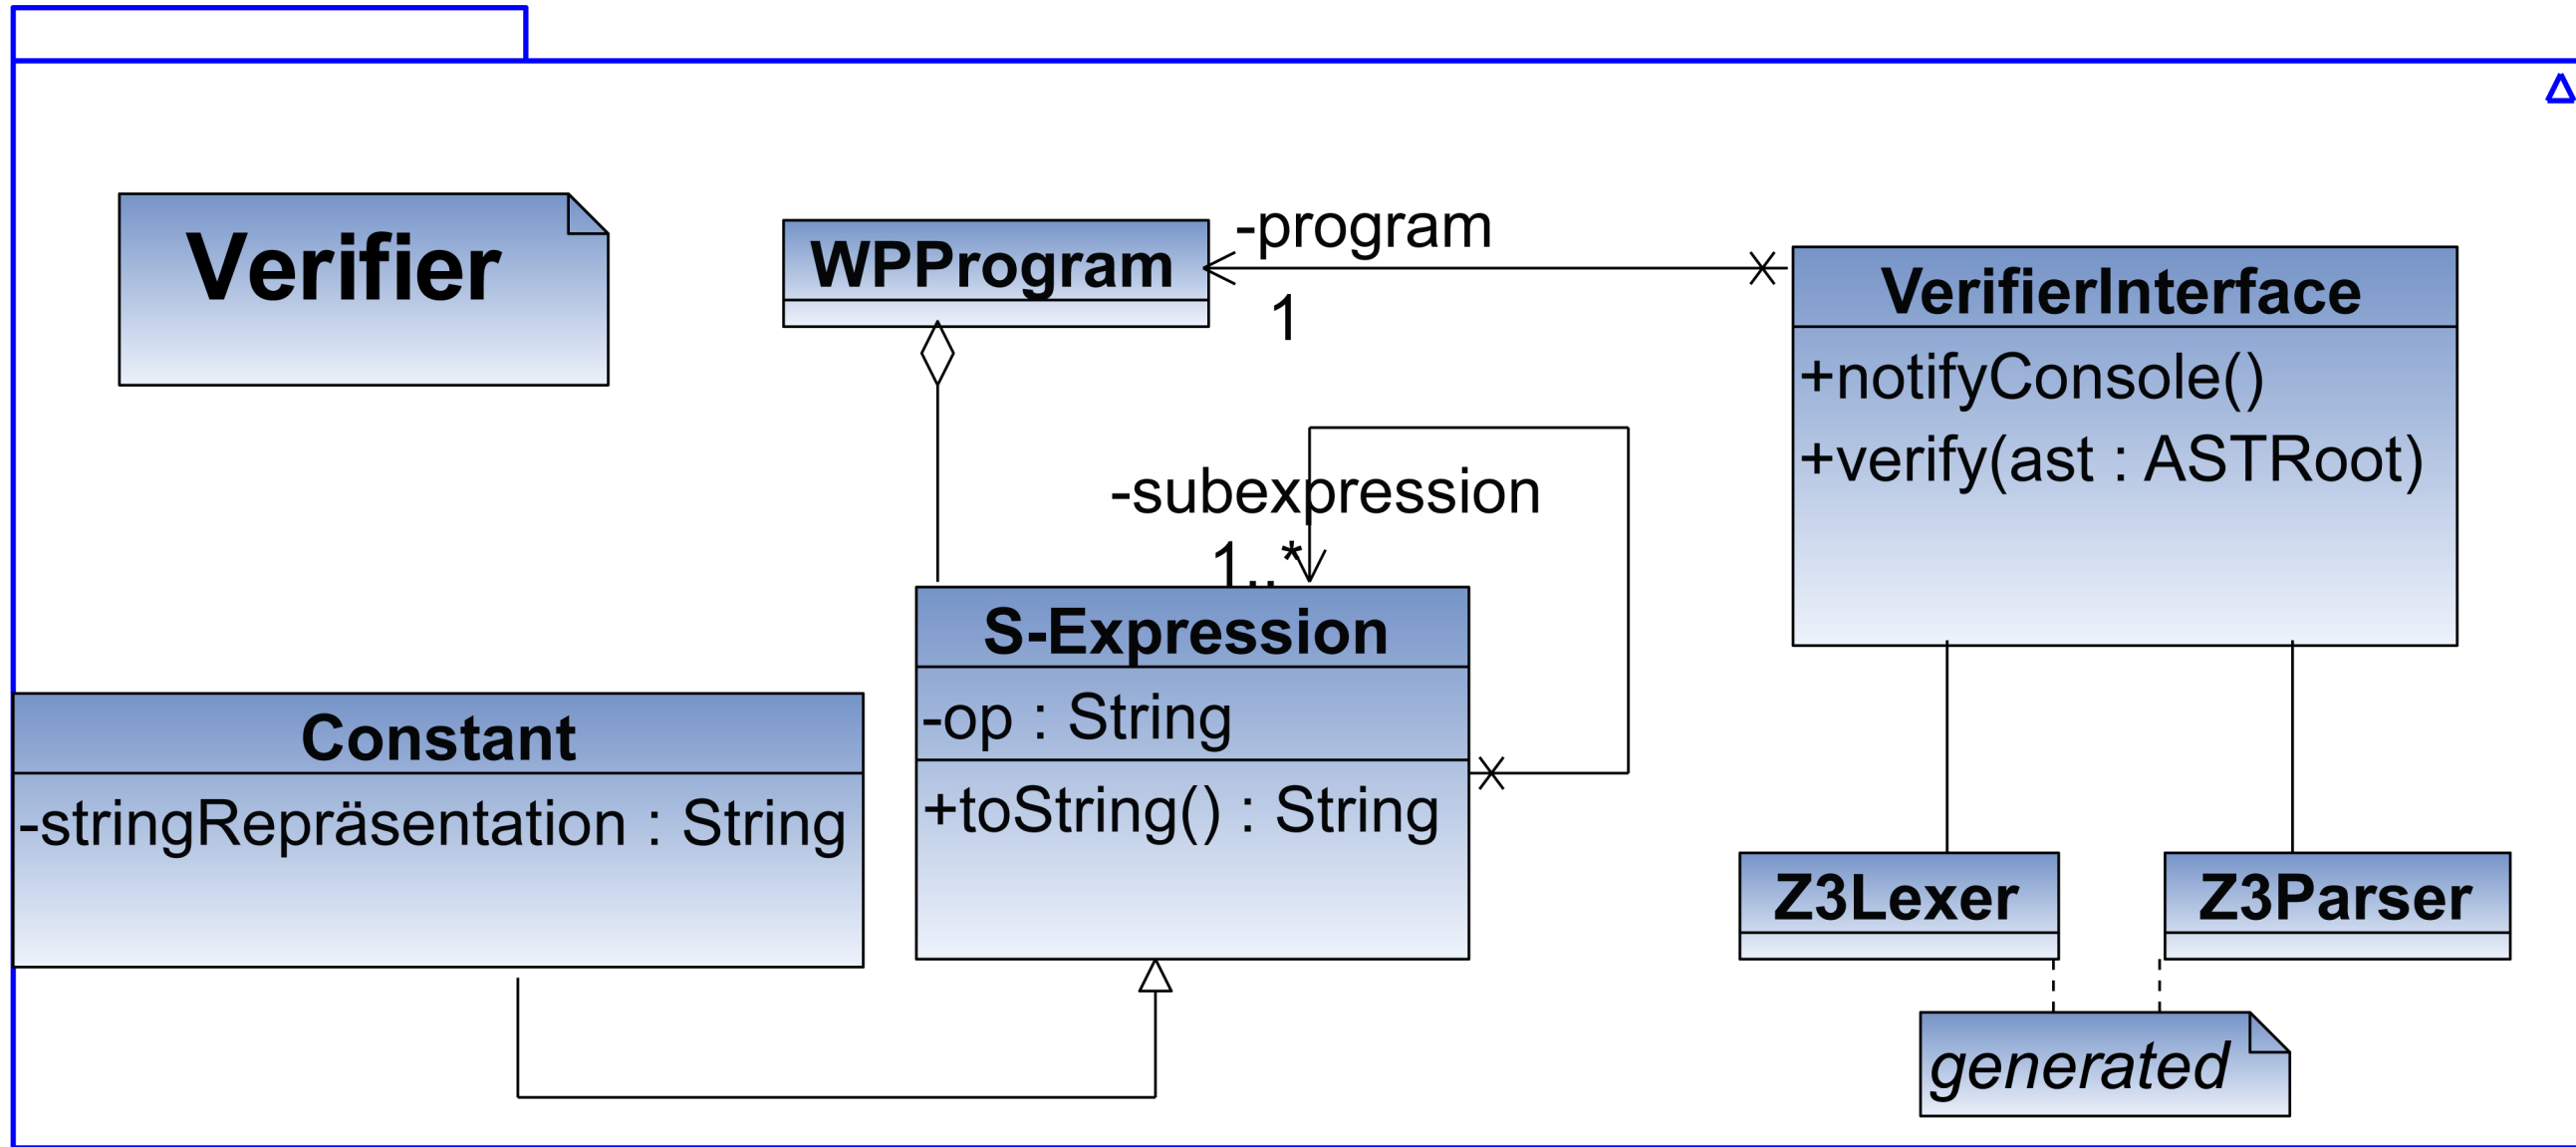 Verifier
WPProgram
-program
1
VerifierInterface
+notifyConsole()
+verify(ast : ASTRoot)
-subexpression
1..*
S-Expression
-op : String
+toString() : String
Constant
-stringRepräsentation : String
Z3Lexer
Z3Parser
generated